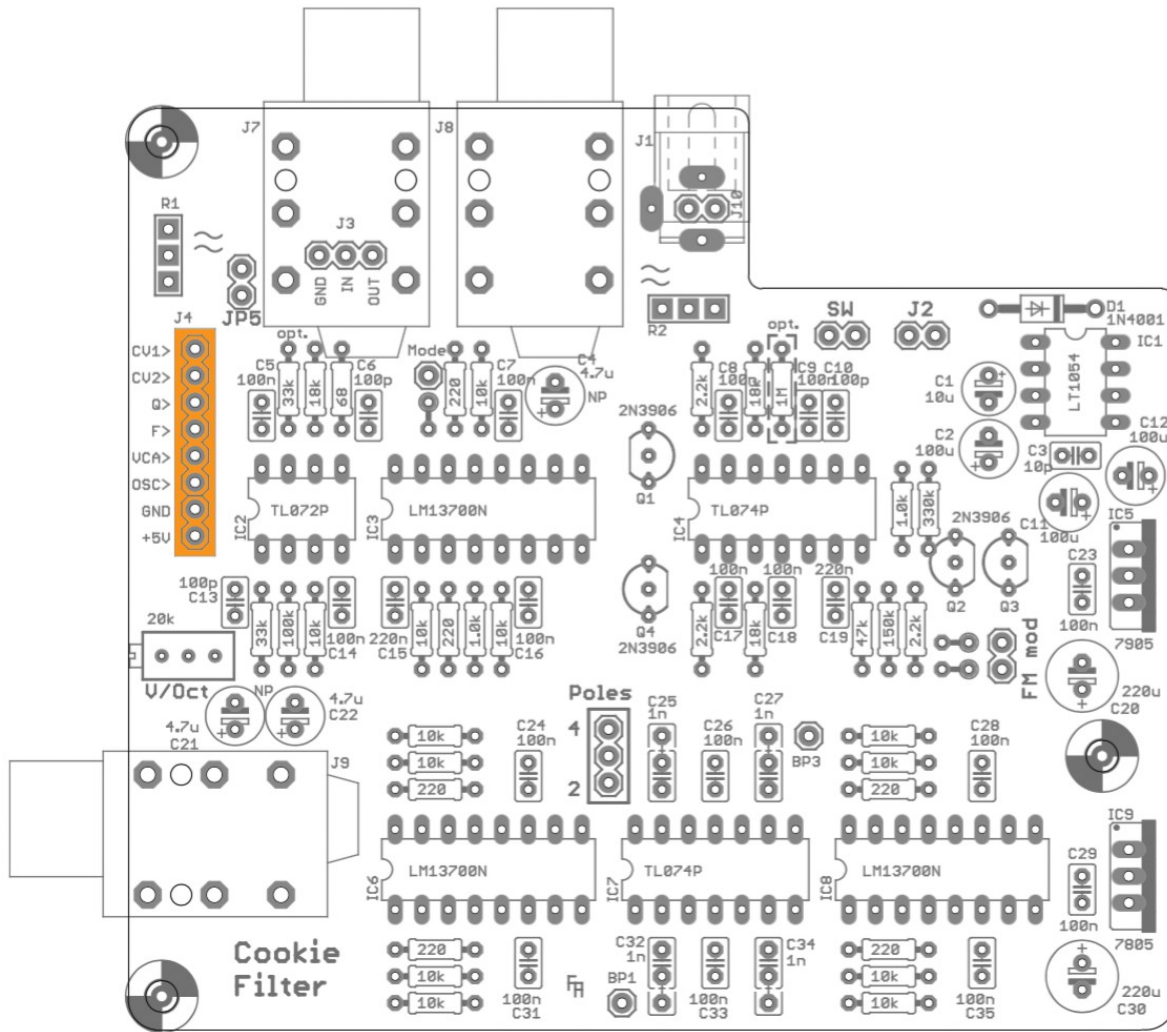 J7
J8
J1
J10
R1
J3
GND
IN
OUT
JP5
R2
SW
J2
D1
1N4001
J4
CV1>
CV2>
Q>
F>
VCA>
OSC>
GND
+5V
opt.
C5
100n
33k
18k
68
C6
100p
Mode
220
10k
C7
100n
C4
4.7u
NP
opt.
2.2k
C8
100n
18k
1M
C9
100n
C10
100p
IC1
LT1054
C1
10u
C2
100u
C3
10p
C12
100u
C11
100u
2N3906
Q1
IC2
TL072P
IC3
LM13700N
IC4
TL074P
1.0k
330k
2N3906
Q2
Q3
IC5
C23
100n
7905
100p
C13
33k
100k
10k
100n
C14
220n
C15
10k
220
1.0k
10k
100n
C16
Q4
2N3906
100n
100n
220n
2.2k
C17
18k
C18
C19
47k
150k
2.2k
FM mod
20k
V/Oct
NP
4.7u
C21
4.7u
C22
220u
C20
Poles
4
2
C25
1n
C26
100n
C27
1n
BP3
C24
100n
10k
10k
220
10k
10k
220
C28
100n
J9
IC6
LM13700N
IC7
TL074P
IC8
LM13700N
IC9
C29
100n
7805
Cookie
Filter
220
10k
10k
100n
C31
FA
BP1
C32
1n
100n
C33
C34
1n
220
10k
10k
100n
C35
220u
C30